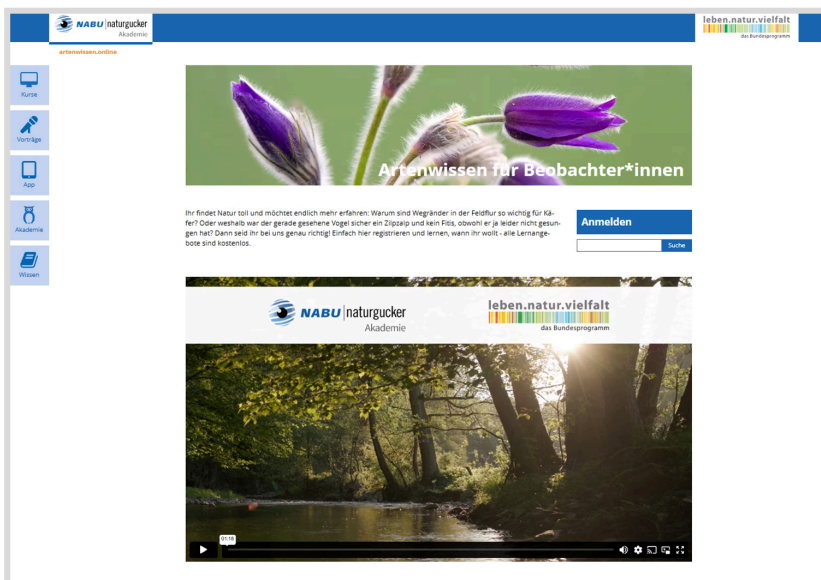 NABU|naturgucker
Akademie
leben.natur.vielfalt
das Bundesprogramm
artenwissen.online
Kurse
Vorträge
App
Akademie
Wissen
Artenwissen für Beobachter*innen
Ihr findet Natur toll und möchtet endlich mehr erfahren: Warum sind Wegränder in der Feldflur so wichtig für Kä-
fer? Oder weshalb war der gerade gesehene Vogel sicher ein Zilpzalp und kein Fitis, obwohl er ja leider nicht gesun-
gen hat? Dann seid ihr bei uns genau richtig! Einfach hier registrieren und lernen, wann ihr wollt - alle Lernange-
bote sind kostenlos.
Anmelden
Suche
NABU|naturgucker
Akademie
leben.natur.vielfalt
das Bundesprogramm
01:18